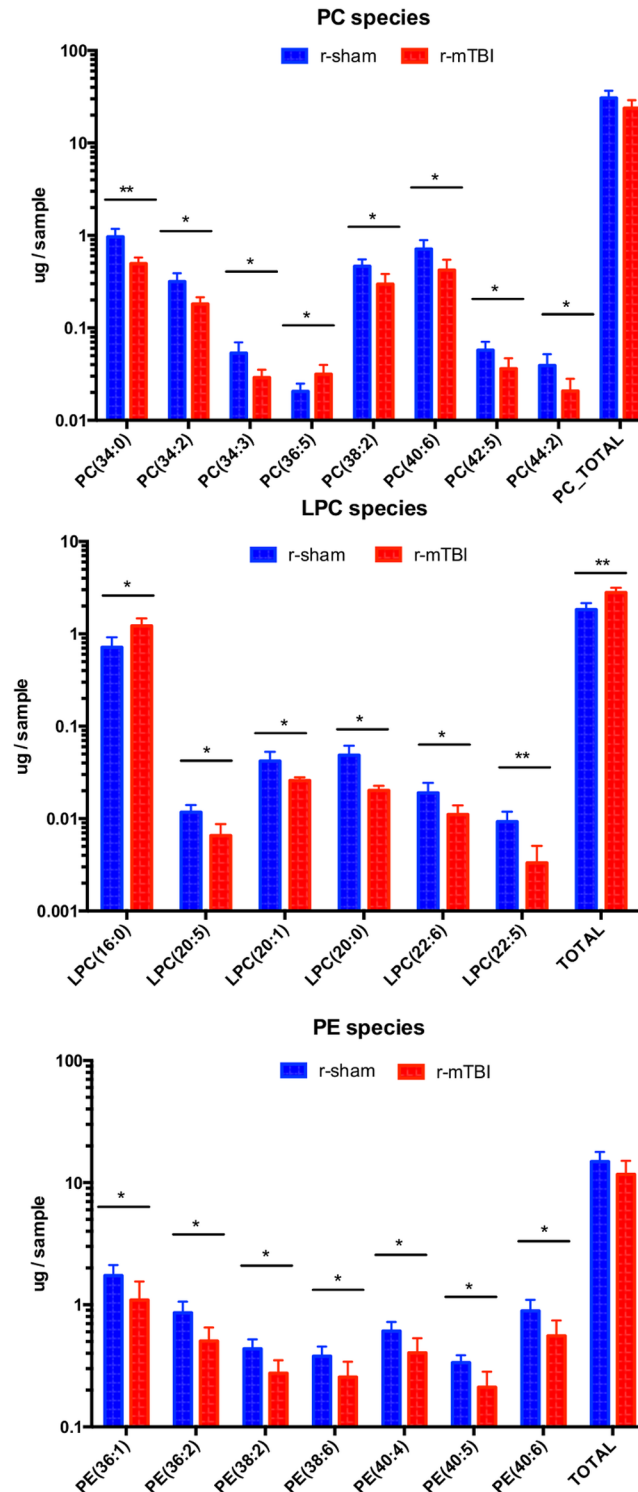 PC species
r-sham r-mTBI
100
10
1
0.1
0.01
ug / sample
** * * * * * * *
PC(34:0) PC(34:2) PC(34:3) PC(36:5) PC(38:2) PC(40:6) PC(42:5) PC(44:2) PC_TOTAL
LPC species
r-sham r-mTBI
10
1
0.1
0.01
0.001
ug / sample
* * * * * ** **
LPC(16:0) LPC(20:5) LPC(20:1) LPC(20:0) LPC(22:6) LPC(22:5) TOTAL
PE species
r-sham r-mTBI
100
10
1
0.1
ug / sample
* * * * * * *
PE(36:1) PE(36:2) PE(38:2) PE(38:6) PE(40:4) PE(40:5) PE(40:6) TOTAL